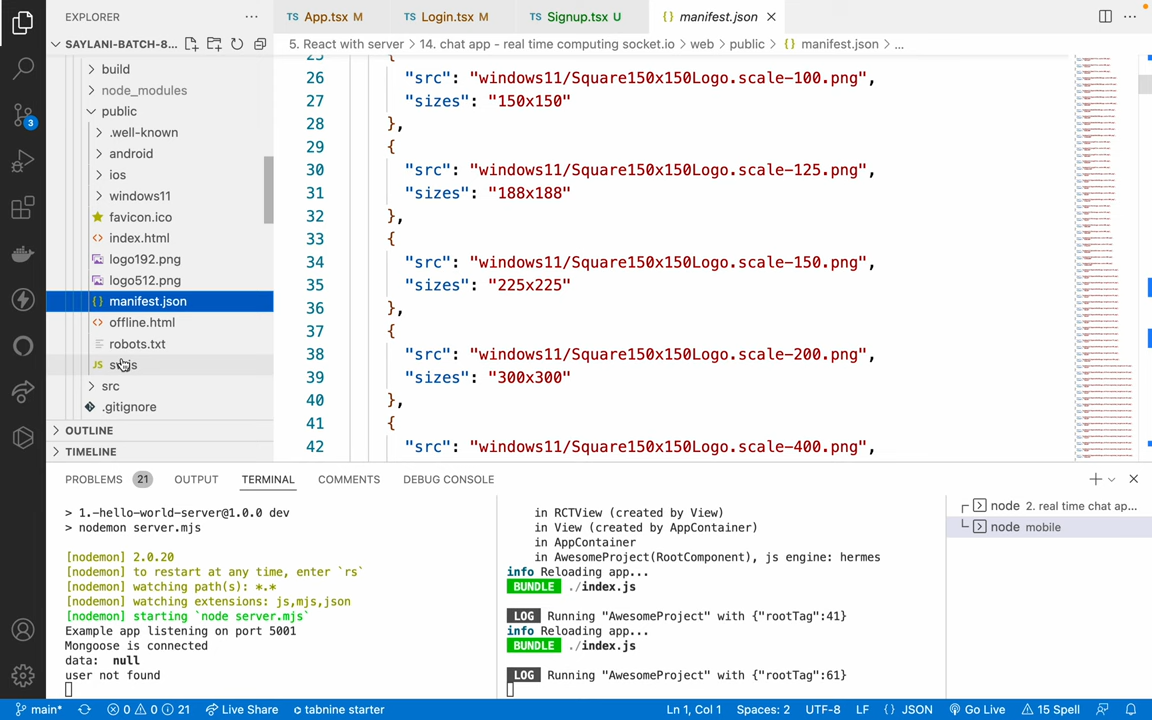 EXPLORER
SAYLANI-BATCH-8...
build
node_modules
public
.well-known
android
ios
windows11
favicon.ico
index.html
logo192.png
logo512.png
{} manifest.json
<> offline.html
robots.txt
JS
src
.gitignore
OUTLINE
TIMELINE
TS App.tsx M
TS Login.tsx M
TS Signup.tsx U
{} manifest.json
5. React with server > 14. chat app - real time computing socket.io > web > public > {} manifest.json > ...
25 {
26 "src": "windows11/Square150x150Logo.scale-100.png",
27 "sizes": "150x150"
28 },
29 {
30 "src": "windows11/Square150x150Logo.scale-125.png",
31 "sizes": "188x188"
32 },
33 {
34 "src": "windows11/Square150x150Logo.scale-150.png",
35 "sizes": "225x225"
36 },
37 {
38 "src": "windows11/Square150x150Logo.scale-200.png",
39 "sizes": "300x300"
40 },
41 {
42 "src": "windows11/Square150x150Logo.scale-400.png",
PROBLEMS 21 OUTPUT TERMINAL COMMENTS DEBUG CONSOLE
> 1.-hello-world-server@1.0.0 dev
> nodemon server.mjs
[nodemon] 2.0.20
[nodemon] to restart at any time, enter `rs`
[nodemon] watching path(s): *.*
[nodemon] watching extensions: js,mjs,json
[nodemon] starting `node server.mjs`
Example app listening on port 5001
Mongoose is connected
data: null
user not found
in RCTView (created by View)
in View (created by AppContainer)
in AppContainer
in AwesomeProject(RootComponent), js engine: hermes
info Reloading app...
BUNDLE ./index.js
LOG Running "AwesomeProject" with {"rootTag":41}
info Reloading app...
BUNDLE ./index.js
LOG Running "AwesomeProject" with {"rootTag":61}
node 2. real time chat ap...
node mobile
3
main* 0 0 21 Live Share tabnine starter
Ln 1, Col 1 Spaces: 2 UTF-8 LF {} JSON Go Live 15 Spell